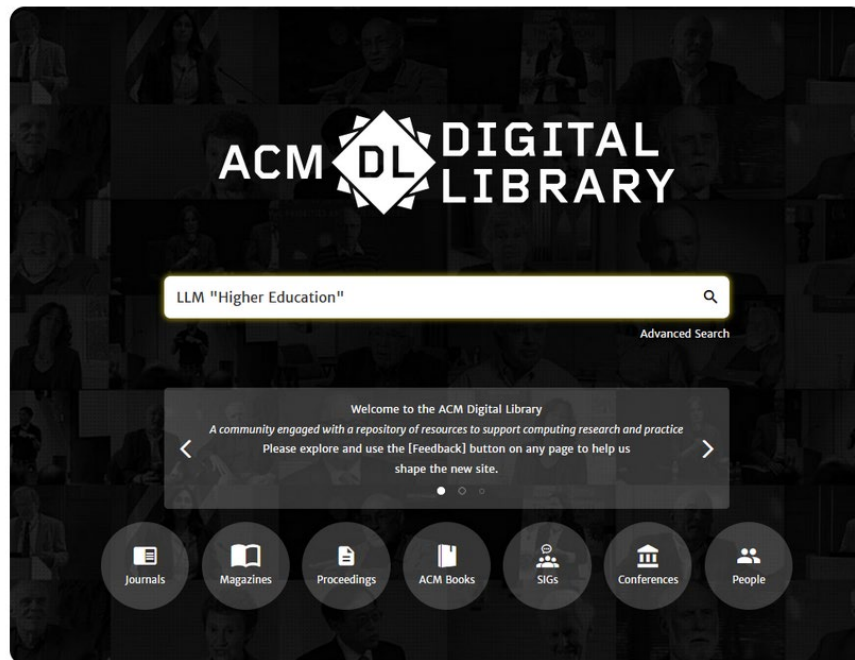 ACM DL DIGITAL
LIBRARY
LLM "Higher Education"
Advanced Search
Welcome to the ACM Digital Library
A community engaged with a repository of resources to support computing research and practice
Please explore and use the [Feedback] button on any page to help us
shape the new site.
Journals
Magazines
Proceedings
ACM Books
SIGs
Conferences
People